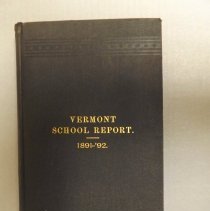 VERMONT
SCHOOL REPORT.
1891-'92.